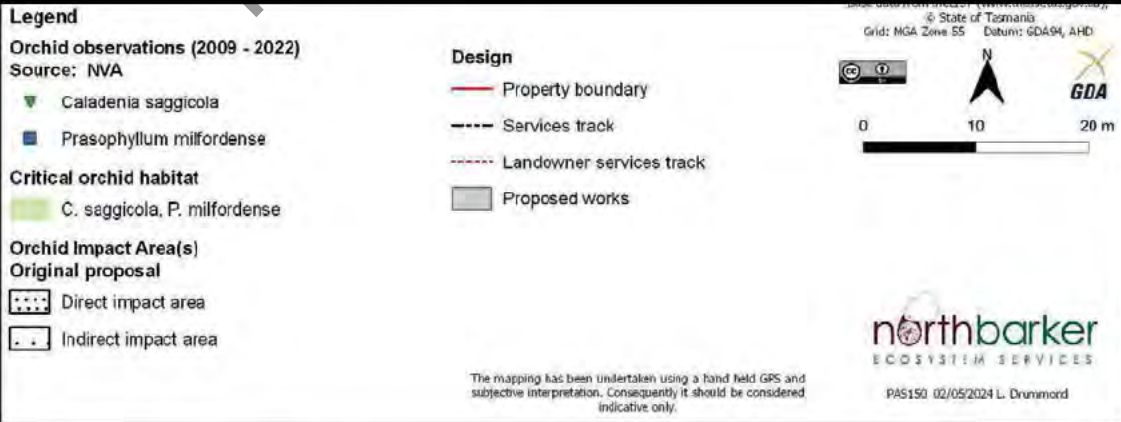 Legend
Orchid observations (2009 - 2022)
Source: NVA
Caladenia saggicola
Prasophyllum milfordense
Critical orchid habitat
C. saggicola, P. milfordense
Orchid Impact Area(s)
Original proposal
Direct impact area
Indirect impact area
Design
Property boundary
Services track
Landowner services track
Proposed works
The mapping has been undertaken using a hand held GPS and
subjective interpretation. Consequently it should be considered
indicative only.
© State of Tasmania
Grid: MGA Zone 55 Datum: GDA94, AHD
N
cc
GDA
0 10 20 m
northbarker
ECOSYSTEM SERVICES
PAS150 02/05/2024 L. Drummond